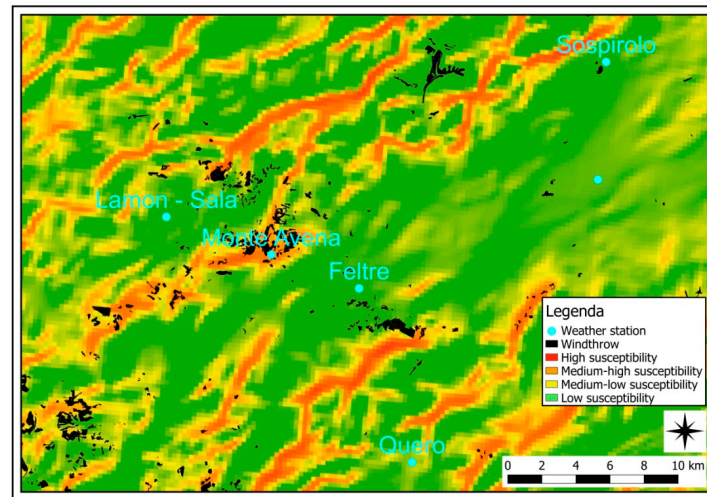 Sospirolo
Lamon - Sala
Monte Avena
Feltre
Quero
Legenda
Weather station
Windthrow
High susceptibility
Medium-high susceptibility
Medium-low susceptibility
Low susceptibility
0 2 4 6 8 10 km